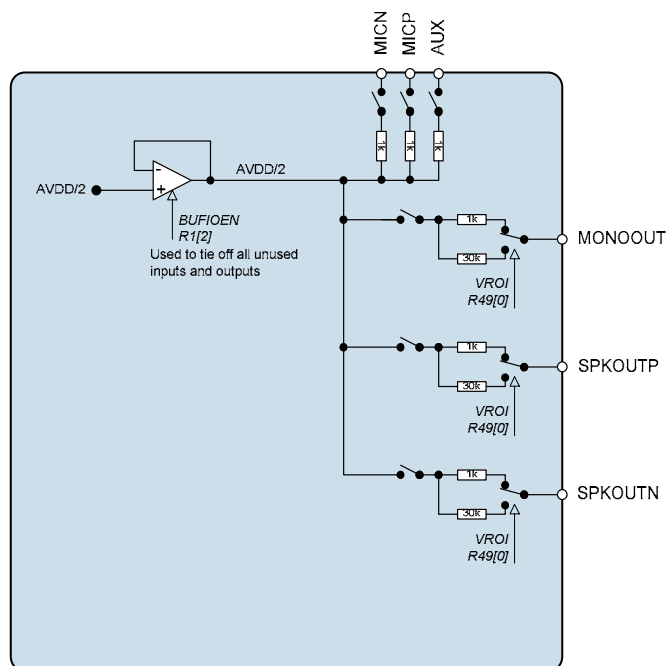 MICN
MICP
AUX
1k
1k
1k
AVDD/2
AVDD/2
-
+
BUFIOEN
R1[2]
Used to tie off all unused
inputs and outputs
1k
30k
VROI
R49[0]
MONOOUT
1k
30k
VROI
R49[0]
SPKOUTP
1k
30k
VROI
R49[0]
SPKOUTN